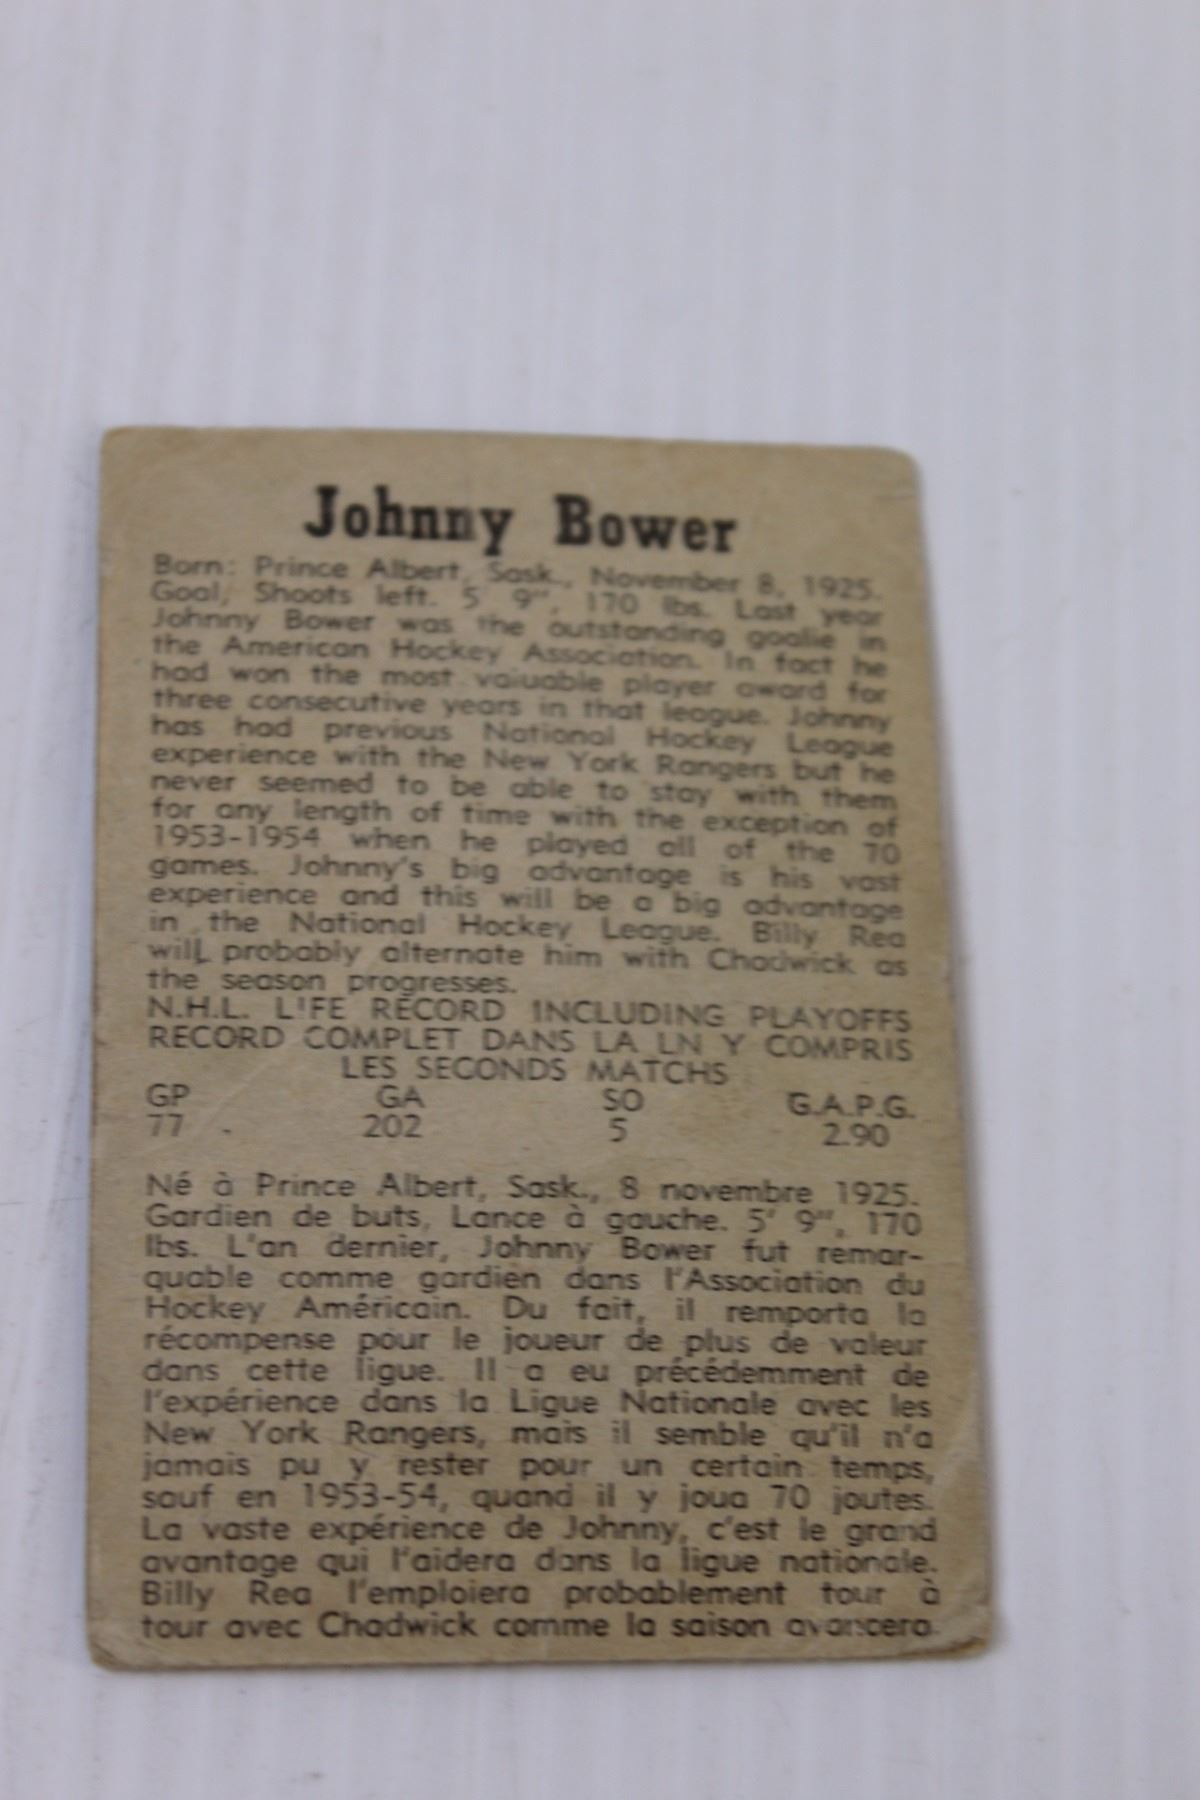 Johnny Bower
Born: Prince Albert, Sask., November 8, 1925.
Goal, Shoots left. 5' 9", 170 lbs. Last year
Johnny Bower was the outstanding goalie in
the American Hockey Association. In fact he
had won the most valuable player award for
three consecutive years in that league. Johnny
has had previous National Hockey League
experience with the New York Rangers but he
never seemed to be able to stay with them
for any length of time with the exception of
1953-1954 when he played all of the 70
games. Johnny's big advantage is his vast
experience and this will be a big advantage
in the National Hockey League. Billy Rea
will probably alternate him with Chadwick as
the season progresses.
N.H.L. LIFE RECORD INCLUDING PLAYOFFS
RECORD COMPLET DANS LA LN Y COMPRIS
LES SECONDS MATCHS
GP GA SO G.A.P.G.
77 202 5 2.90
Né à Prince Albert, Sask., 8 novembre 1925.
Gardien de buts, Lance à gauche. 5' 9", 170
lbs. L'an dernier, Johnny Bower fut remar-
quable comme gardien dans l'Association du
Hockey Américain. Du fait, il remporta la
récompense pour le joueur de plus de valeur
dans cette ligue. Il a eu précédemment de
l'expérience dans la Ligue Nationale avec les
New York Rangers, mais il semble qu'il n'a
jamais pu y rester pour un certain temps,
sauf en 1953-54, quand il y joua 70 joutes.
La vaste expérience de Johnny, c'est le grand
avantage qui l'aidera dans la ligue nationale.
Billy Rea l'emploiera probablement tour à
tour avec Chadwick comme la saison avancera.